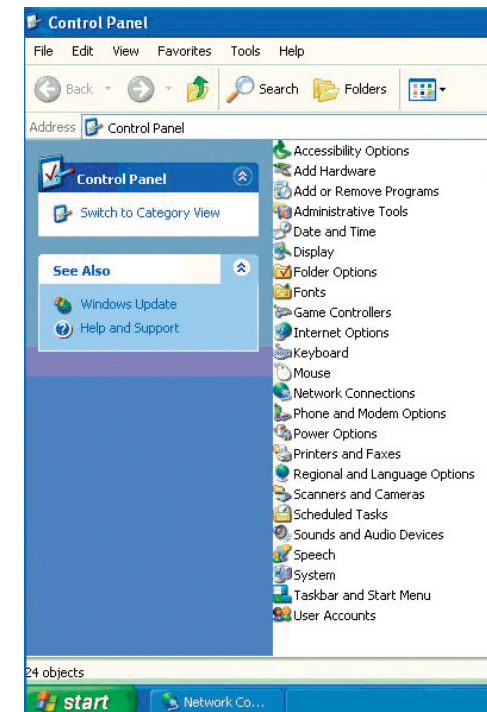 Control Panel
File Edit View Favorites Tools Help
Back Search Folders
Address Control Panel
Control Panel
Switch to Category View
See Also
Windows Update
Help and Support
Accessibility Options
Add Hardware
Add or Remove Programs
Administrative Tools
Date and Time
Display
Folder Options
Fonts
Game Controllers
Internet Options
Keyboard
Mouse
Network Connections
Phone and Modem Options
Power Options
Printers and Faxes
Regional and Language Options
Scanners and Cameras
Scheduled Tasks
Sounds and Audio Devices
Speech
System
Taskbar and Start Menu
User Accounts
24 objects
start Network Co...